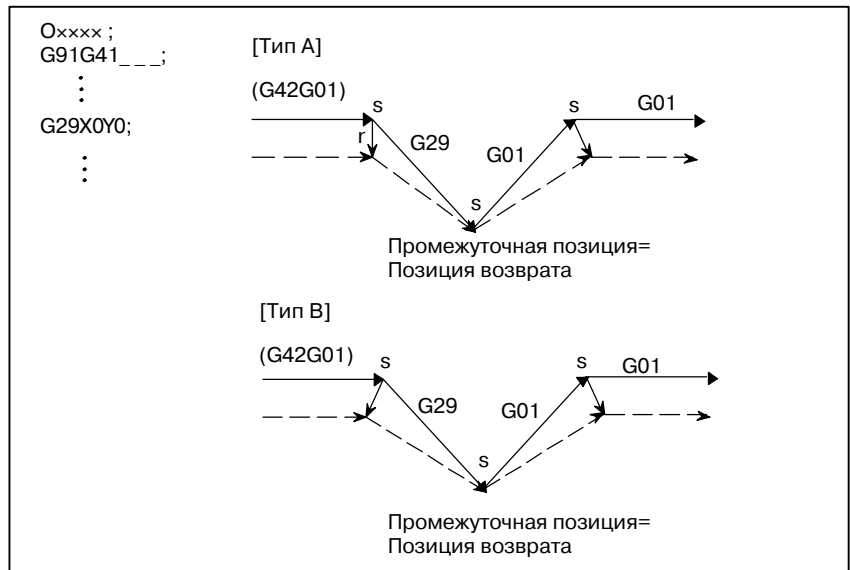 O×××× ;
G91G41_ _ _;
G29X0Y0;
[Тип A]
(G42G01)
s
s
G01
r
G29
G01
s
Промежуточная позиция=
Позиция возврата
[Тип B]
(G42G01)
s
s
G01
G29
G01
s
Промежуточная позиция=
Позиция возврата